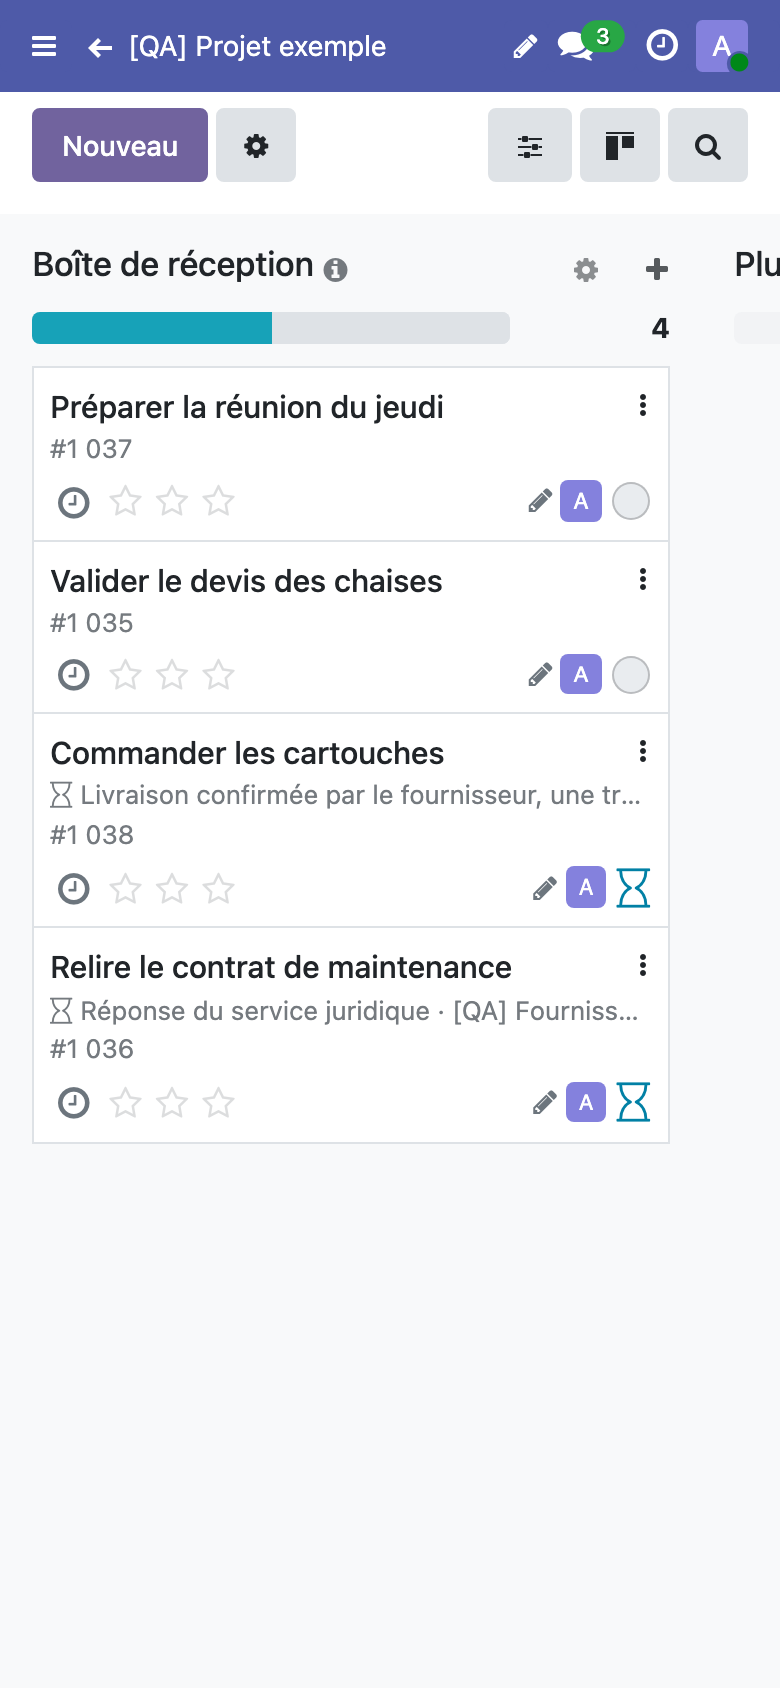 [QA] Projet exemple
3
A
Nouveau
Boîte de réception
Plu
4
Préparer la réunion du jeudi
#1 037
A
Valider le devis des chaises
#1 035
A
Commander les cartouches
Livraison confirmée par le fournisseur, une tr...
#1 038
A
Relire le contrat de maintenance
Réponse du service juridique · [QA] Fourniss...
#1 036
A